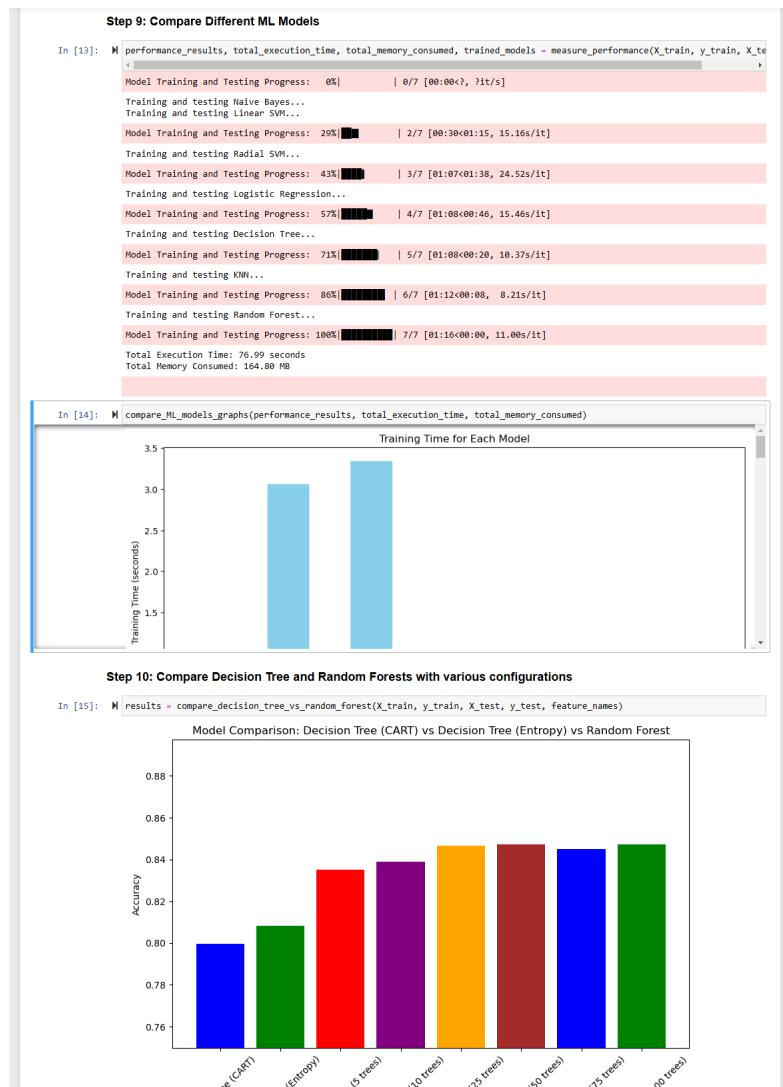 Step 9: Compare Different ML Models
In [13]: performance_results, total_execution_time, total_memory_consumed, trained_models = measure_performance(X_train, y_train, X_te
Model Training and Testing Progress: 0%| | 0/7 [00:00<?, ?it/s]
Training and testing Naive Bayes...
Training and testing Linear SVM...
Model Training and Testing Progress: 29%|██▊ | 2/7 [00:30<01:15, 15.16s/it]
Training and testing Radial SVM...
Model Training and Testing Progress: 43%|████▎ | 3/7 [01:07<01:38, 24.52s/it]
Training and testing Logistic Regression...
Model Training and Testing Progress: 57%|█████▋ | 4/7 [01:08<00:46, 15.46s/it]
Training and testing Decision Tree...
Model Training and Testing Progress: 71%|███████▏ | 5/7 [01:08<00:20, 10.37s/it]
Training and testing KNN...
Model Training and Testing Progress: 86%|████████▌ | 6/7 [01:12<00:08, 8.21s/it]
Training and testing Random Forest...
Model Training and Testing Progress: 100%|██████████| 7/7 [01:16<00:00, 11.00s/it]
Total Execution Time: 76.99 seconds
Total Memory Consumed: 164.80 MB
In [14]: compare_ML_models_graphs(performance_results, total_execution_time, total_memory_consumed)
Training Time for Each Model
3.5
3.0
2.5
2.0
1.5
Training Time (seconds)
Step 10: Compare Decision Tree and Random Forests with various configurations
In [15]: results = compare_decision_tree_vs_random_forest(X_train, y_train, X_test, y_test, feature_names)
Model Comparison: Decision Tree (CART) vs Decision Tree (Entropy) vs Random Forest
0.88
0.86
0.84
0.82
0.80
0.78
0.76
Accuracy
e (CART)
(Entropy)
(5 trees)
10 trees)
25 trees)
50 trees)
75 trees)
00 trees)